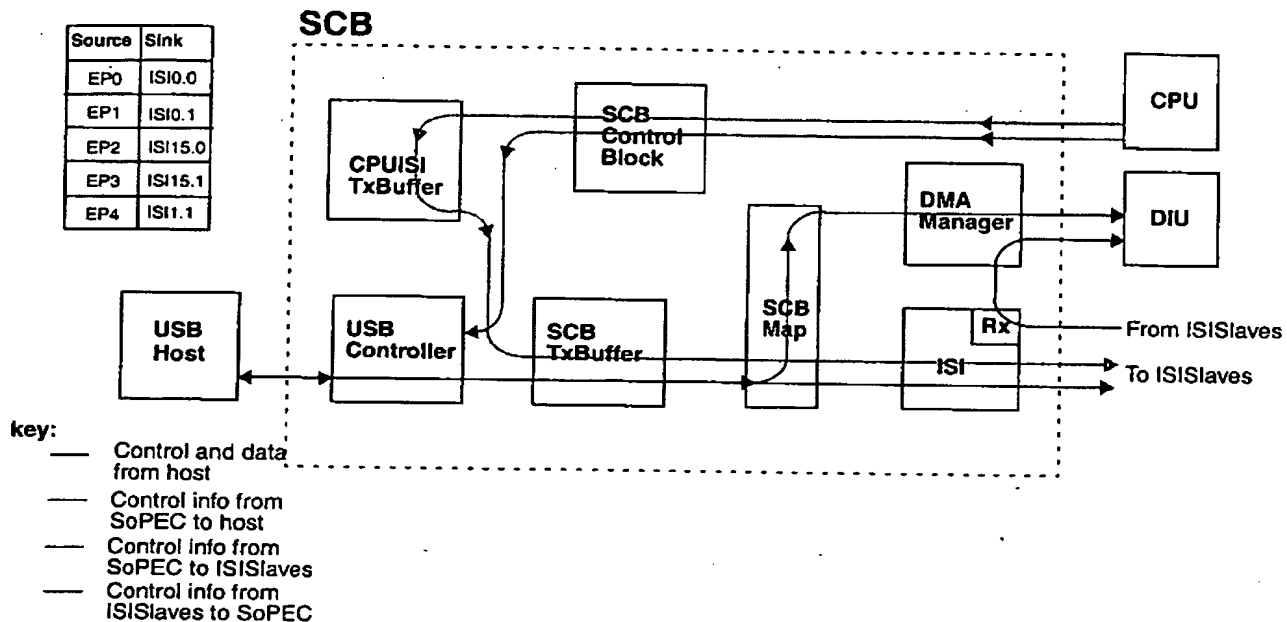 SCB
Source Sink
EP0 ISI0.0
EP1 ISI0.1
EP2 ISI15.0
EP3 ISI15.1
EP4 ISI1.1
CPUISI
TxBuffer
SCB
Control
Block
CPU
DMA
Manager
DIU
USB
Host
USB
Controller
SCB
TxBuffer
SCB
Map
Rx
ISI
From ISISlaves
To ISISlaves
key:
Control and data
from host
Control info from
SoPEC to host
Control info from
SoPEC to ISISlaves
Control info from
ISISlaves to SoPEC